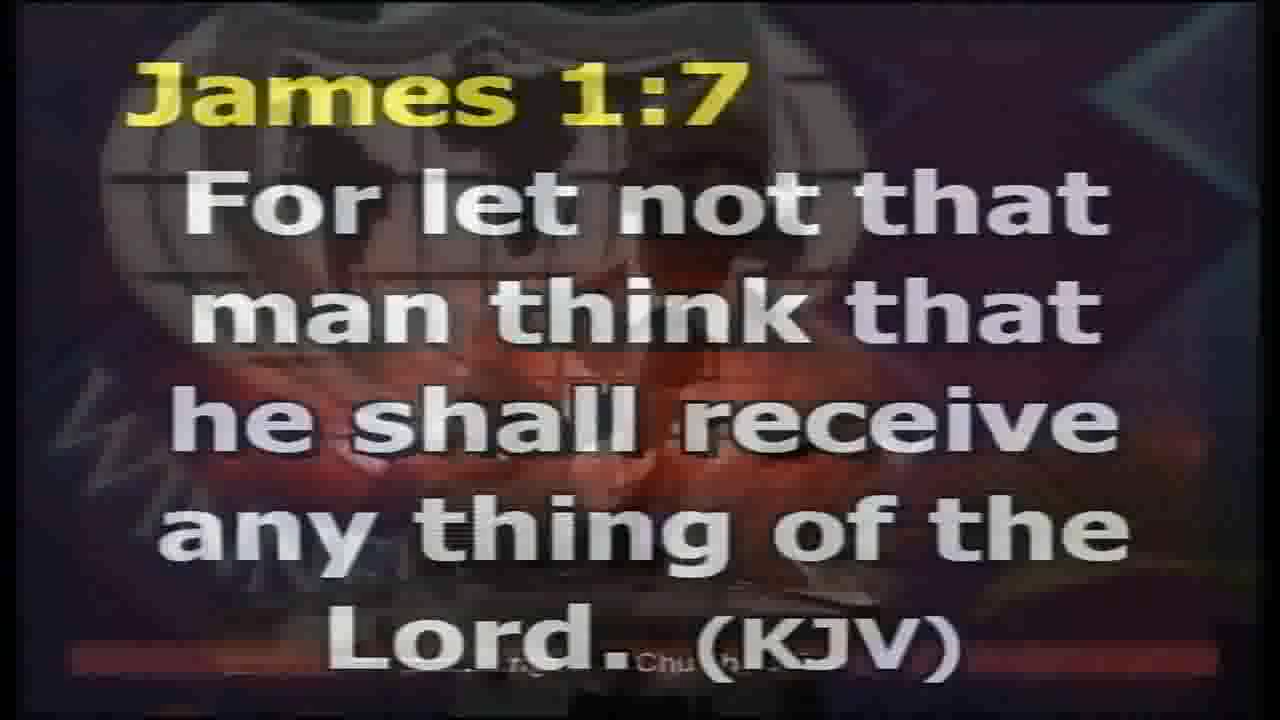 James 1:7
For let not that
man think that
he shall receive
any thing of the
Lord. (KJV)